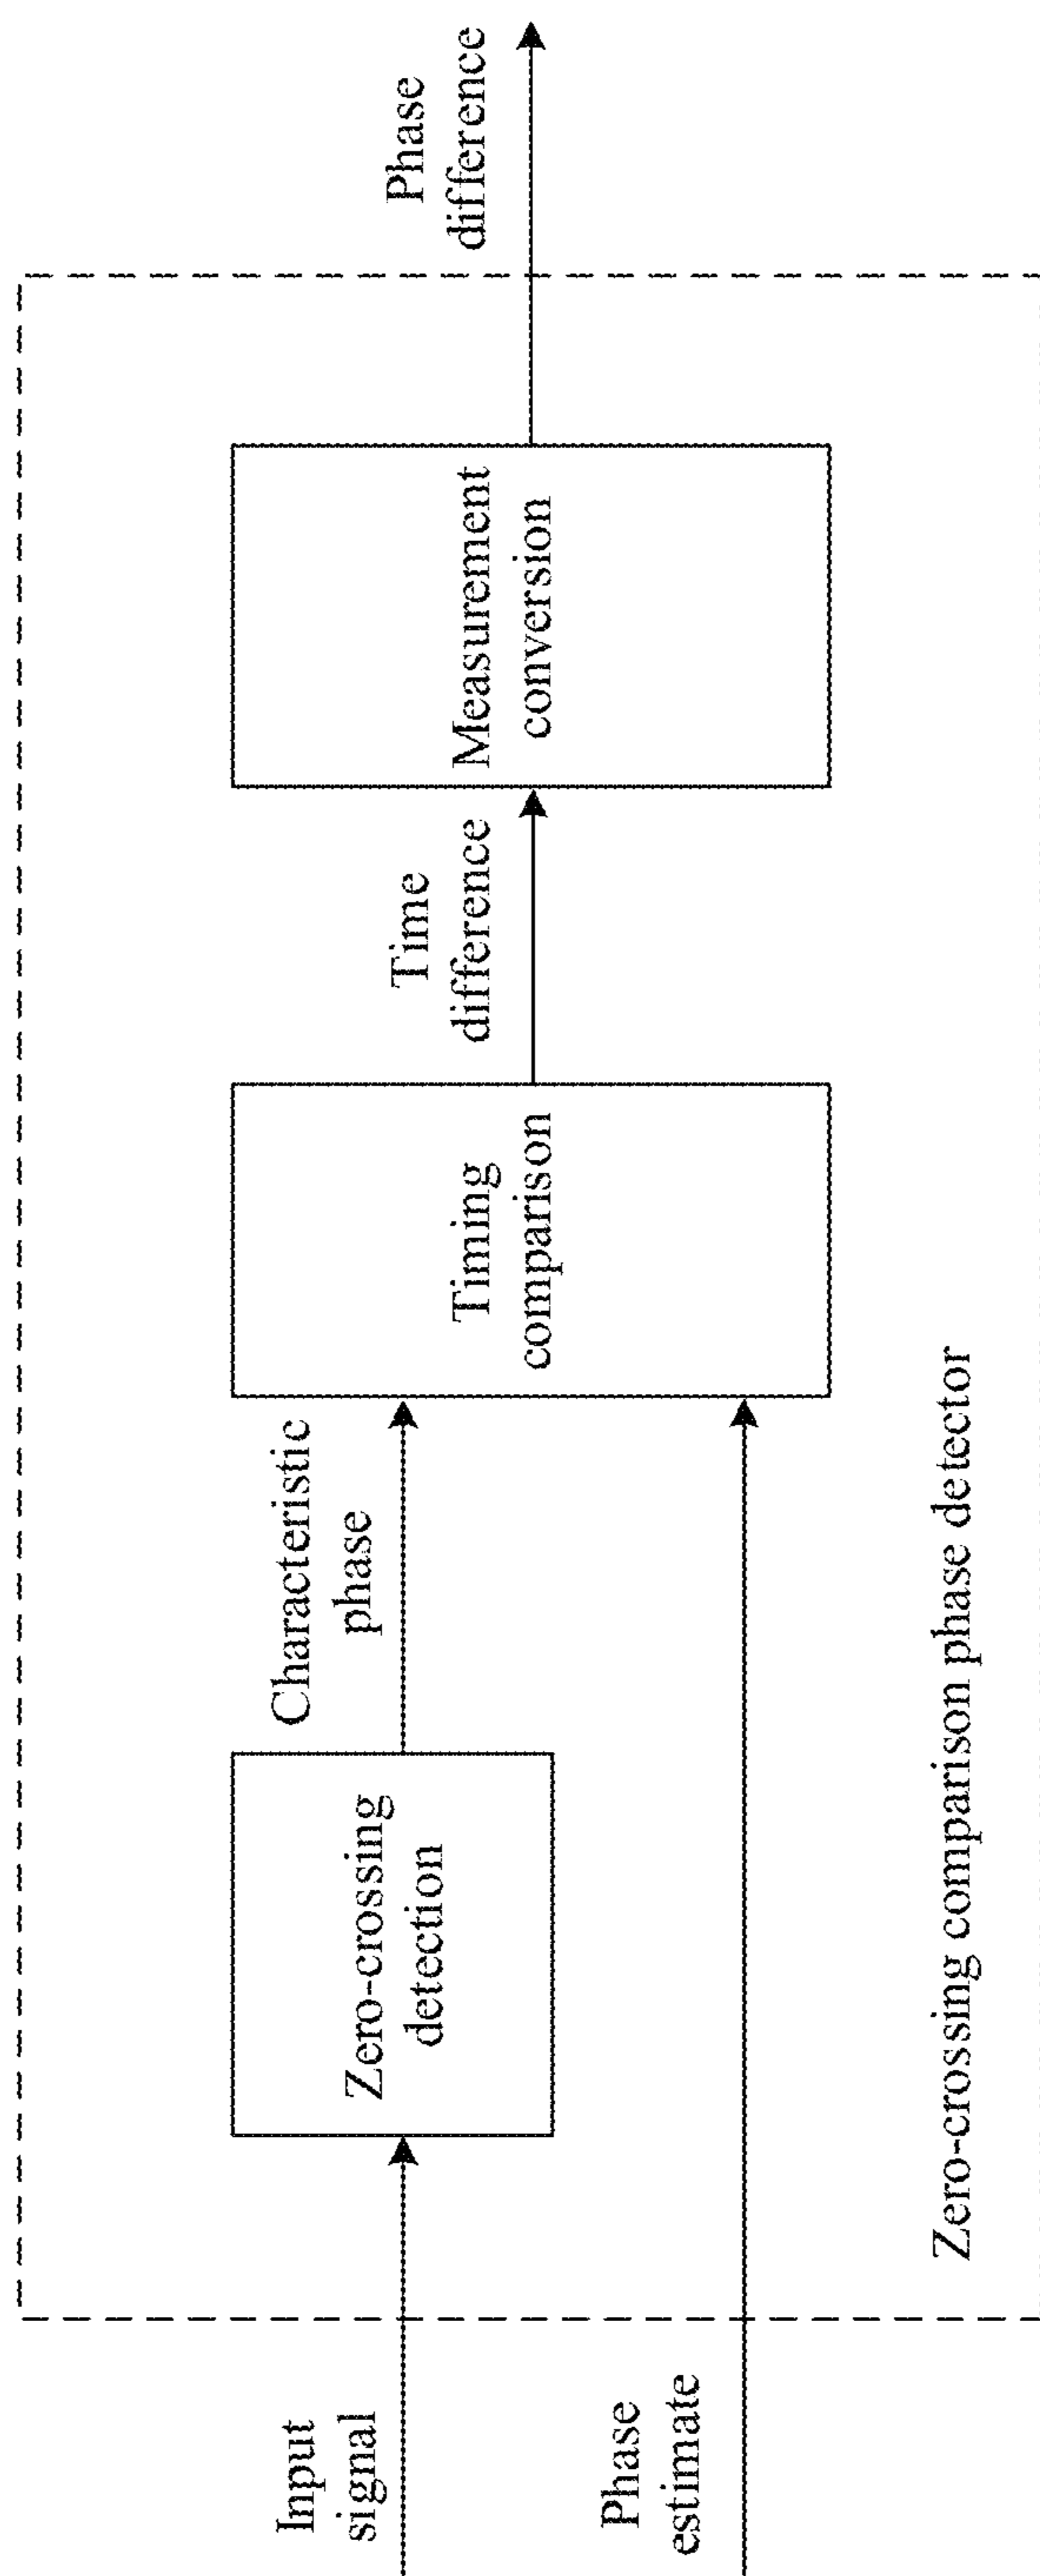 Input
signal
Phase
estimate
Zero-crossing
detection
Characteristic
phase
Timing
comparison
Time
difference
Measurement
conversion
Phase
difference
Zero-crossing comparison phase detector